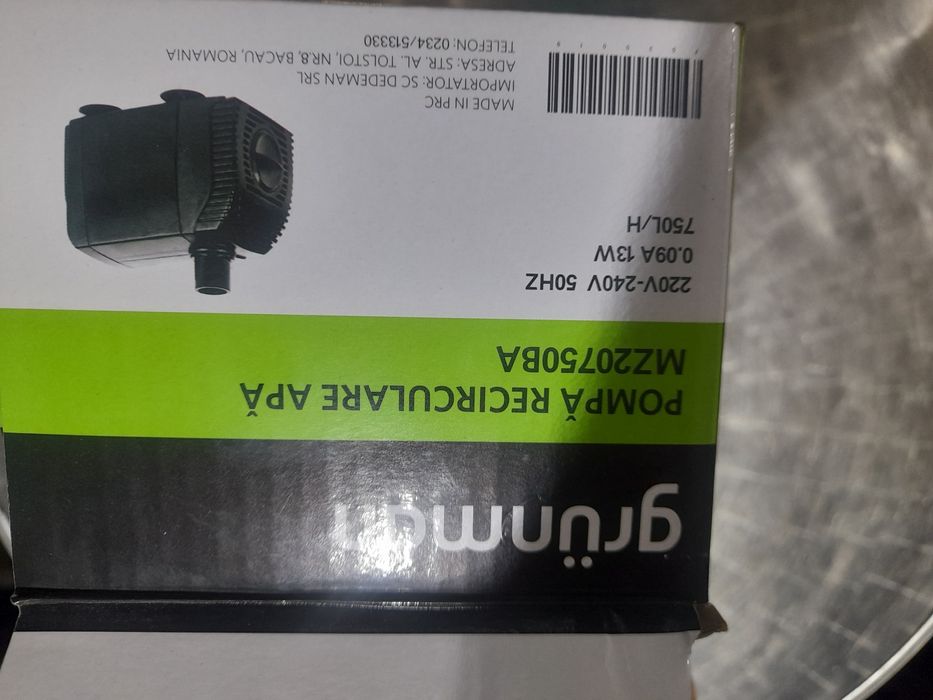 grünman
POMPĂ RECIRCULARE APĂ
MZ20750BA
220V-240V 50HZ
0.09A 13W
750L/H
MADE IN PRC
IMPORTATOR: SC DEDEMAN SRL
ADRESA: STR. AL. TOLSTOI, NR.8, BACAU, ROMANIA
TELEFON: 0234/513330